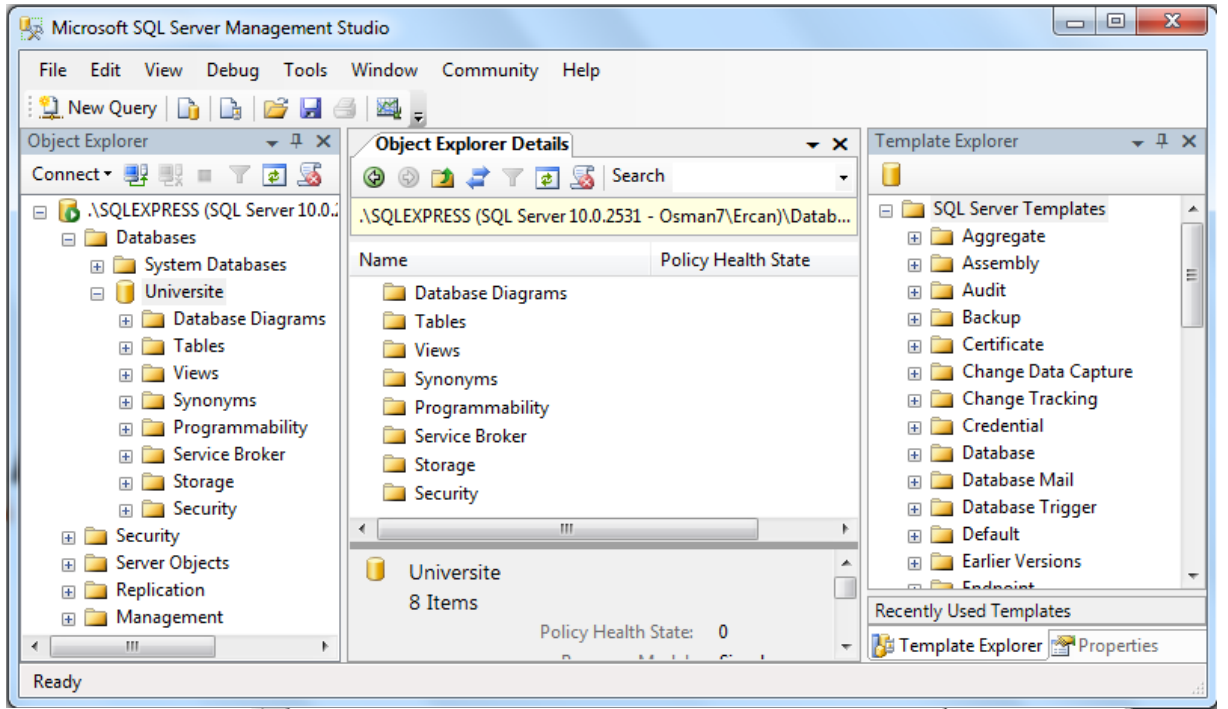 Microsoft SQL Server Management Studio
File Edit View Debug Tools Window Community Help
New Query
Object Explorer
Connect
.\SQLEXPRESS (SQL Server 10.0.
Databases
System Databases
Universite
Database Diagrams
Tables
Views
Synonyms
Programmability
Service Broker
Storage
Security
Security
Server Objects
Replication
Management
Object Explorer Details
Search
.\SQLEXPRESS (SQL Server 10.0.2531 - Osman7\Ercan)\Datab...
Name Policy Health State
Database Diagrams
Tables
Views
Synonyms
Programmability
Service Broker
Storage
Security
Universite
8 Items
Policy Health State: 0
Template Explorer
SQL Server Templates
Aggregate
Assembly
Audit
Backup
Certificate
Change Data Capture
Change Tracking
Credential
Database
Database Mail
Database Trigger
Default
Earlier Versions
Endpoint
Recently Used Templates
Template Explorer Properties
Ready